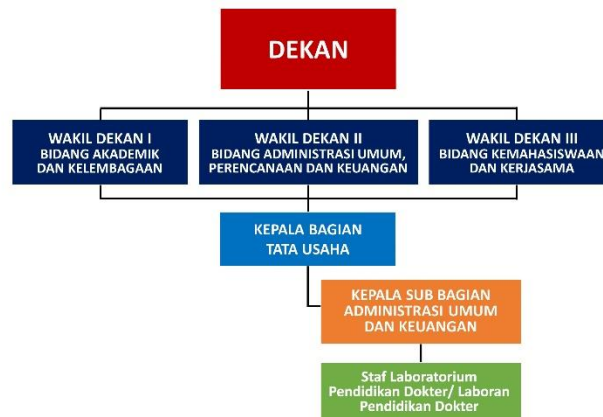 DEKAN
WAKIL DEKAN I
BIDANG AKADEMIK
DAN KELEMBAGAAN
WAKIL DEKAN II
BIDANG ADMINISTRASI UMUM,
PERENCANAAN DAN KEUANGAN
WAKIL DEKAN III
BIDANG KEMAHASISWAAN
DAN KERJASAMA
KEPALA BAGIAN
TATA USAHA
KEPALA SUB BAGIAN
ADMINISTRASI UMUM
DAN KEUANGAN
Staf Laboratorium
Pendidikan Dokter/ Laboran
Pendidikan Dokter